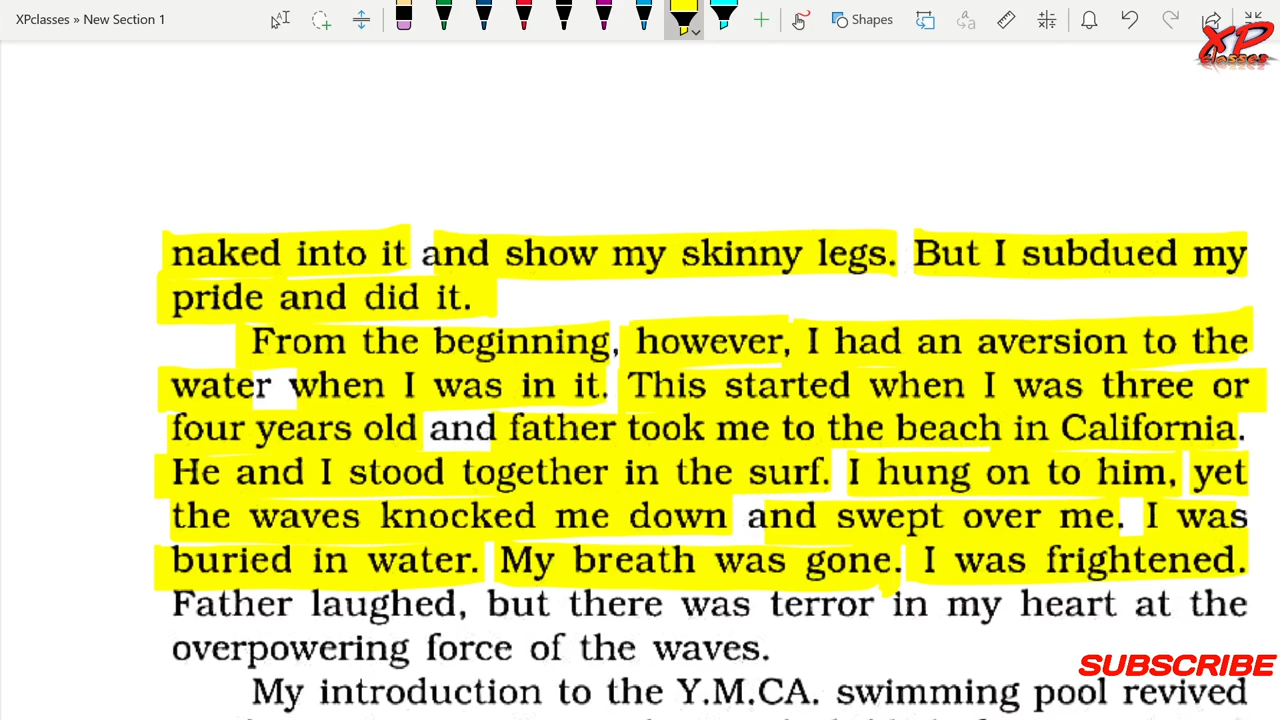 XPclasses » New Section 1
Shapes
XP
Classes
naked into it and show my skinny legs. But I subdued my
pride and did it.
From the beginning, however, I had an aversion to the
water when I was in it. This started when I was three or
four years old and father took me to the beach in California.
He and I stood together in the surf. I hung on to him, yet
the waves knocked me down and swept over me. I was
buried in water. My breath was gone. I was frightened.
Father laughed, but there was terror in my heart at the
overpowering force of the waves.
SUBSCRIBE
My introduction to the Y.M.CA. swimming pool revived